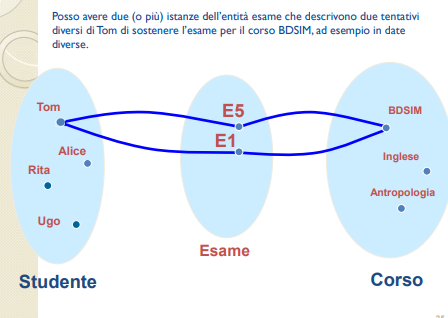 Posso avere due (o più) istanze dell'entità esame che descrivono due tentativi
diversi di Tom di sostenere l'esame per il corso BDSIM, ad esempio in date
diverse.
Tom
Alice
Rita
Ugo
Studente
E5
E1
Esame
BDSIM
Inglese
Antropologia
Corso